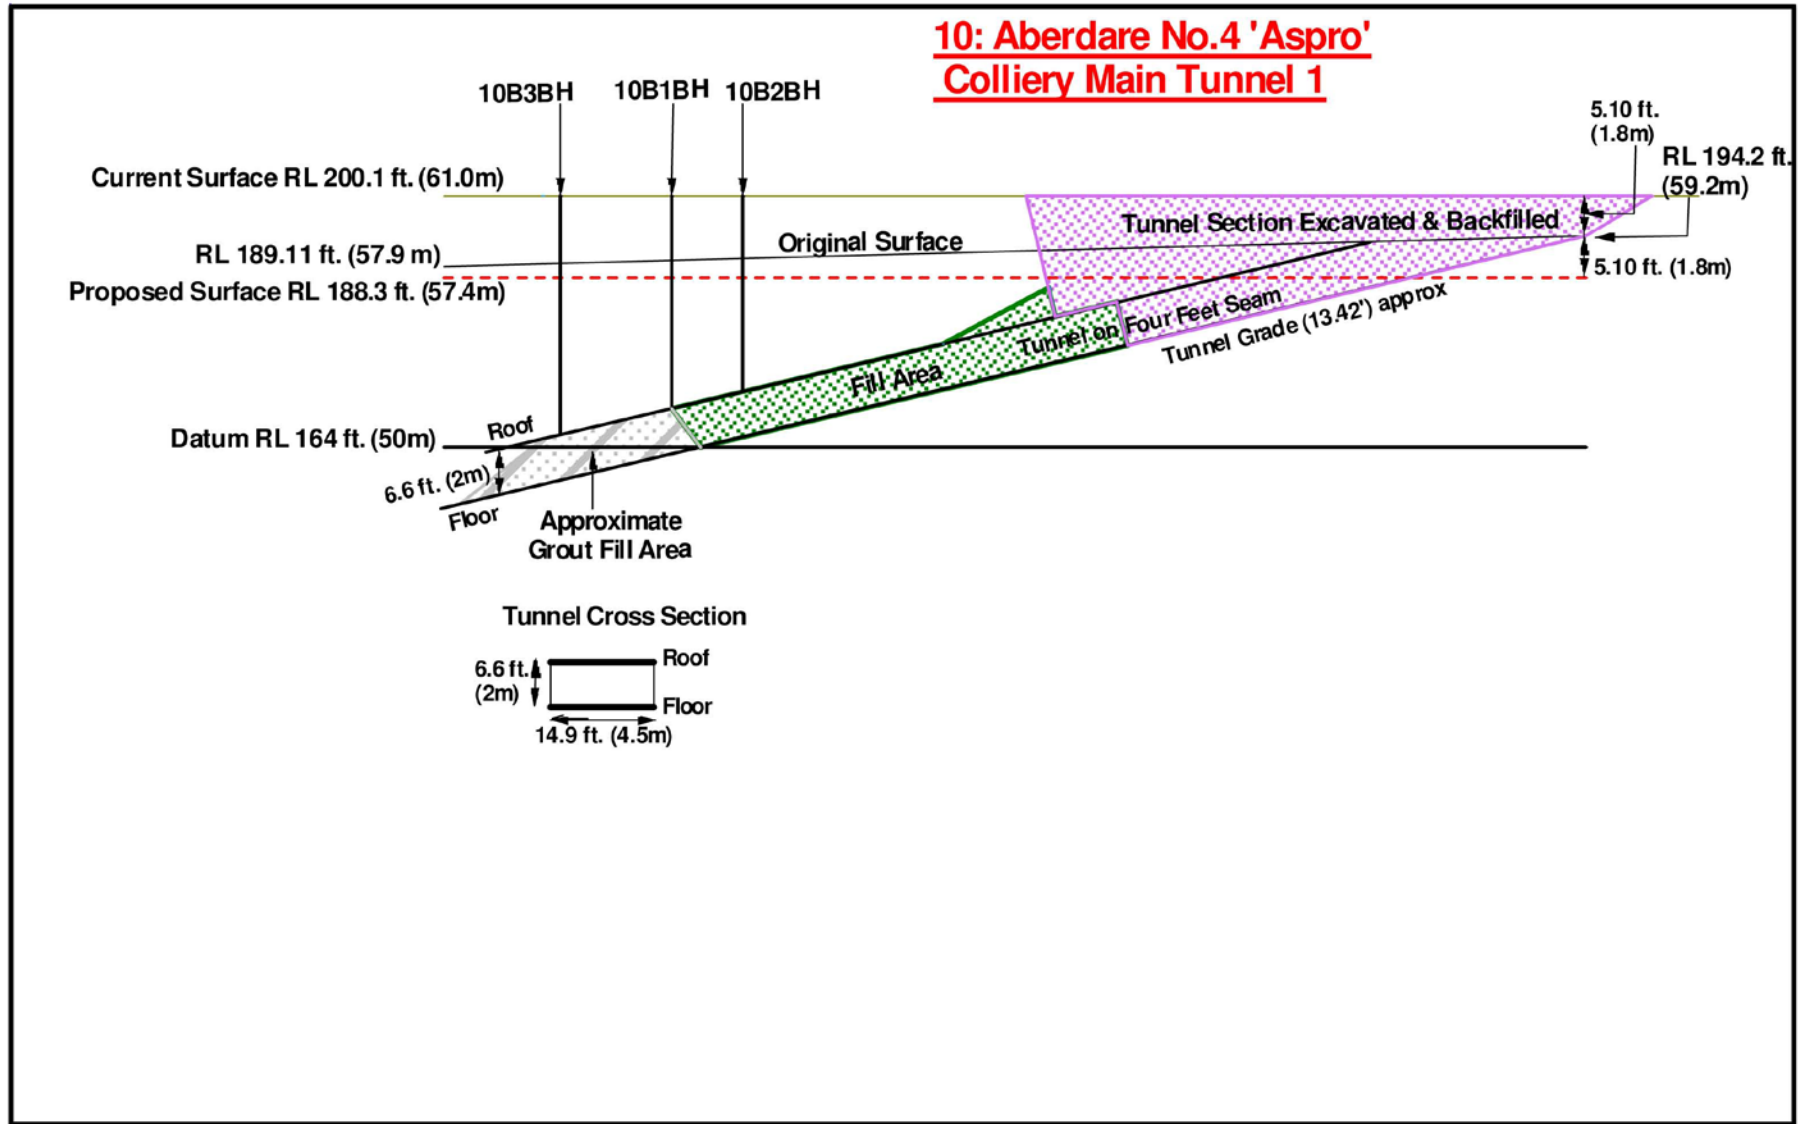 10: Aberdare No.4 'Aspro'
Colliery Main Tunnel 1
10B3BH
10B1BH
10B2BH
5.10 ft.
(1.8m)
RL 194.2 ft.
(59.2m)
Current Surface RL 200.1 ft. (61.0m)
Tunnel Section Excavated & Backfilled
Original Surface
RL 189.11 ft. (57.9 m)
5.10 ft. (1.8m)
Proposed Surface RL 188.3 ft. (57.4m)
Tunnel on Four Feet Seam
Tunnel Grade (13.42') approx
Fill Area
Roof
Datum RL 164 ft. (50m)
6.6 ft. (2m)
Floor
Approximate
Grout Fill Area
Tunnel Cross Section
Roof
6.6 ft.
(2m)
Floor
14.9 ft. (4.5m)